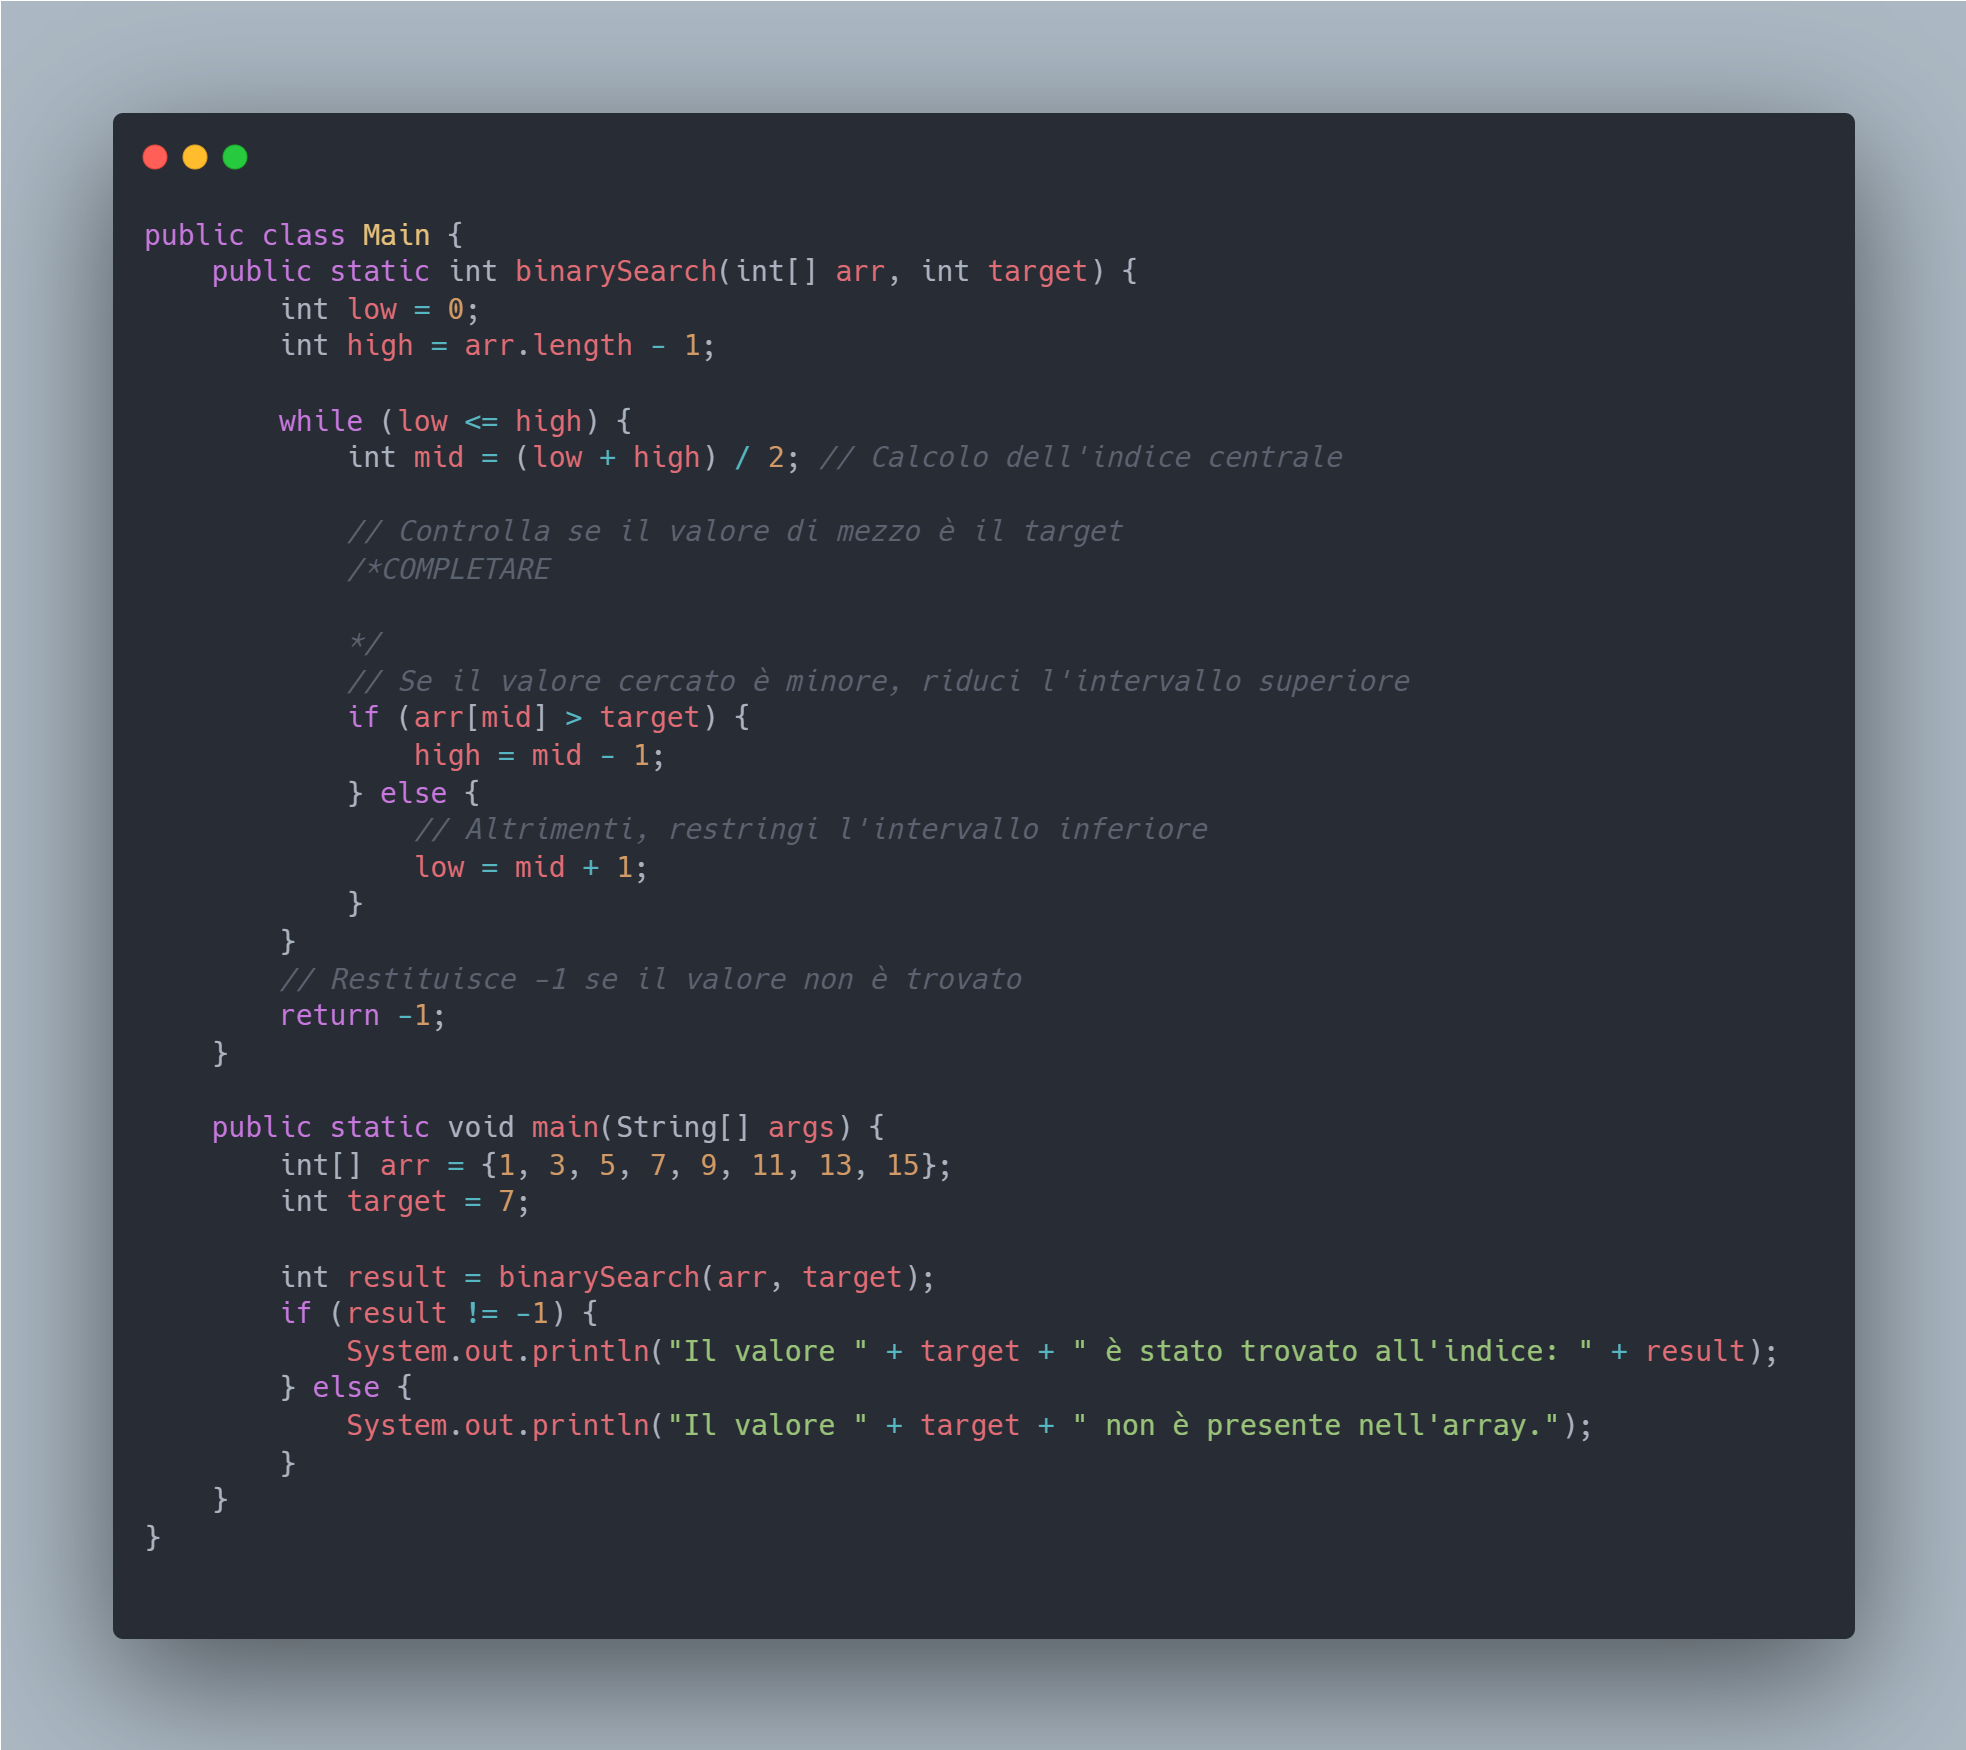 public class Main {
    public static int binarySearch(int[] arr, int target) {
        int low = 0;
        int high = arr.length - 1;

        while (low <= high) {
            int mid = (low + high) / 2; // Calcolo dell'indice centrale

            // Controlla se il valore di mezzo è il target
            /*COMPLETARE

            */
            // Se il valore cercato è minore, riduci l'intervallo superiore
            if (arr[mid] > target) {
                high = mid - 1;
            } else {
                // Altrimenti, restringi l'intervallo inferiore
                low = mid + 1;
            }
        }
        // Restituisce -1 se il valore non è trovato
        return -1;
    }

    public static void main(String[] args) {
        int[] arr = {1, 3, 5, 7, 9, 11, 13, 15};
        int target = 7;

        int result = binarySearch(arr, target);
        if (result != -1) {
            System.out.println("Il valore " + target + " è stato trovato all'indice: " + result);
        } else {
            System.out.println("Il valore " + target + " non è presente nell'array.");
        }
    }
}